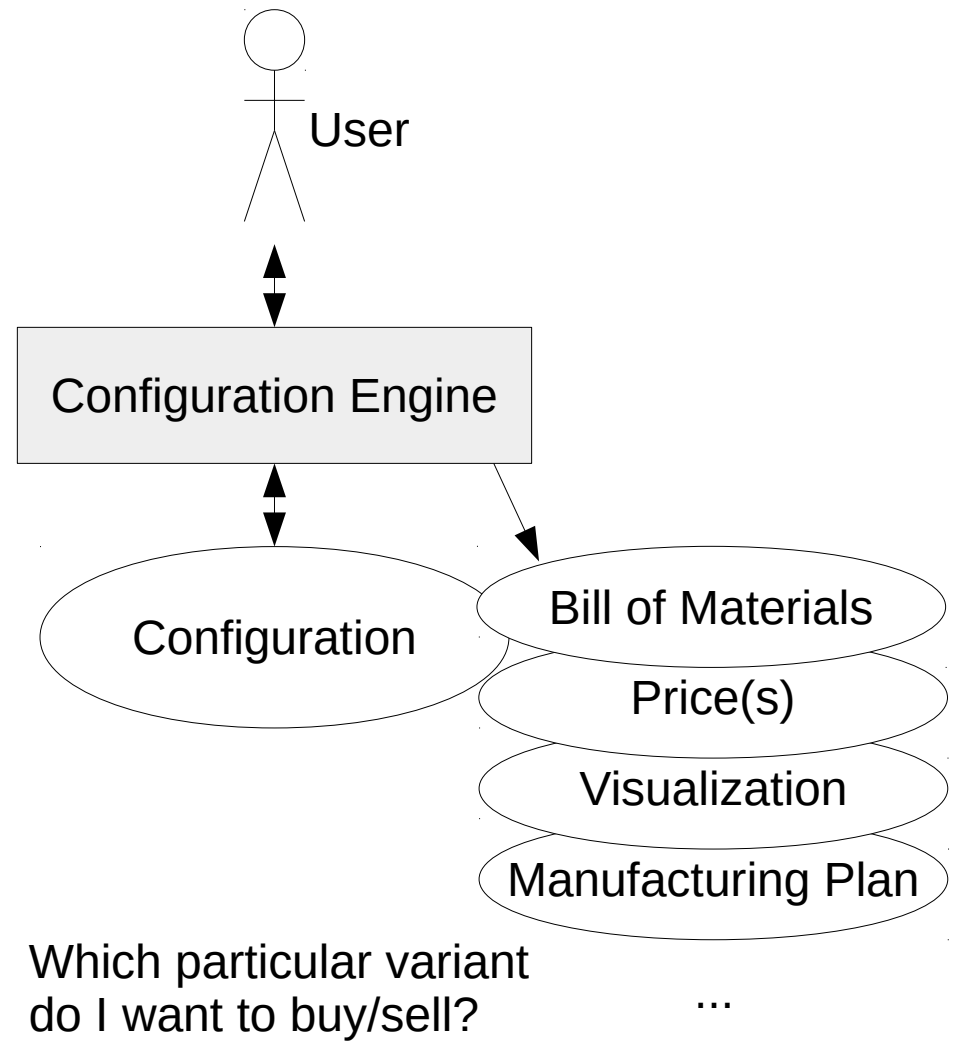 User
Configuration Engine
Configuration
Bill of Materials
Price(s)
Visualization
Manufacturing Plan
Which particular variant
do I want to buy/sell?
...